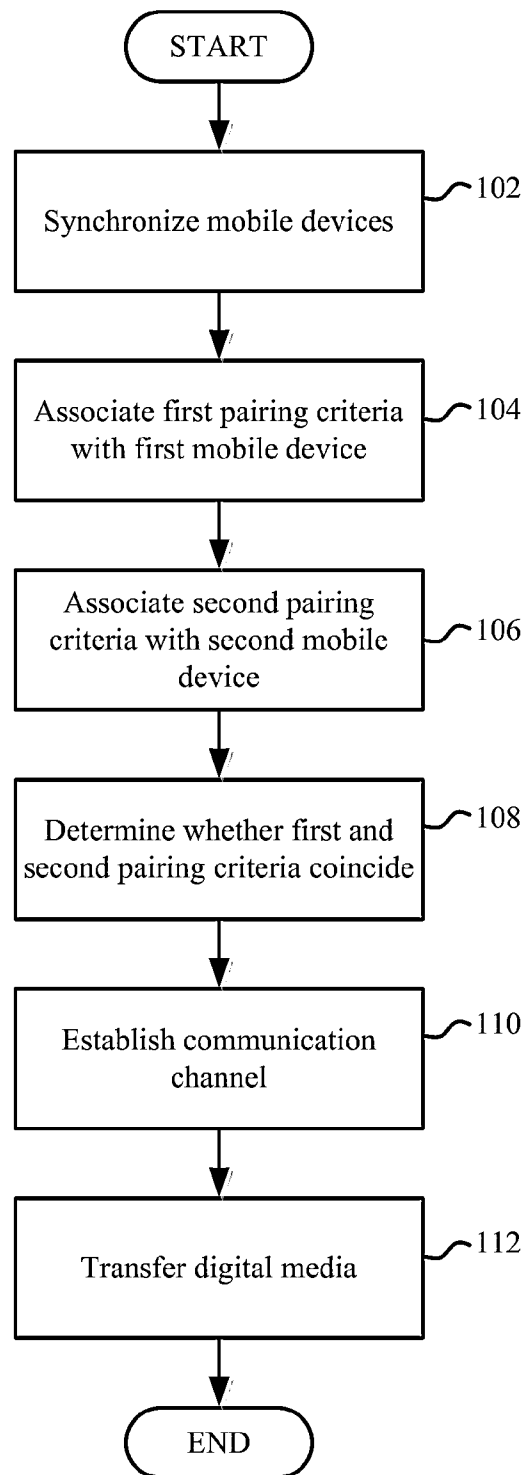 START
Synchronize mobile devices
102
Associate first pairing criteria
with first mobile device
104
Associate second pairing
criteria with second mobile
device
106
Determine whether first and
second pairing criteria coincide
108
Establish communication
channel
110
Transfer digital media
112
END